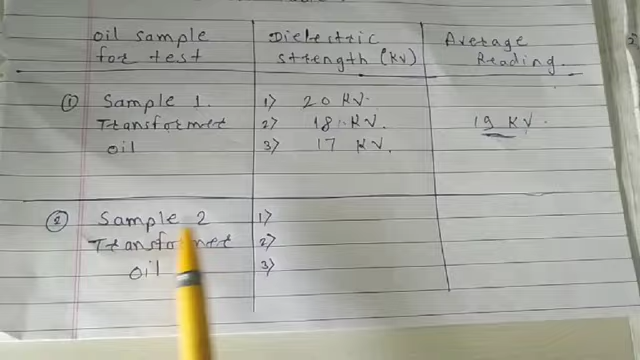 Oil sample Dielectric Average
for test strength (KV) Reading.
① Sample 1. 1) 20 KV.
Transformer 2) 18 KV. 19 KV.
oil 3) 17 KV.
② Sample 2 1)
Transformer 2)
oil 3)